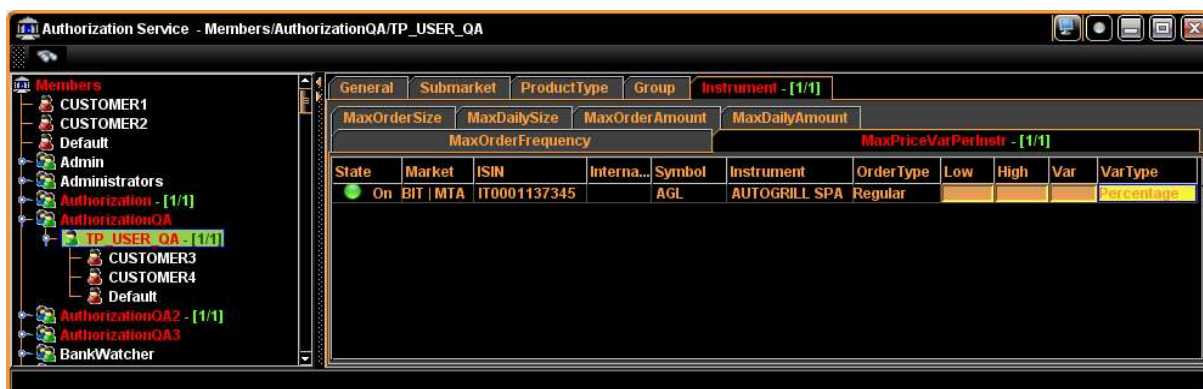 Authorization Service - Members/AuthorizationQA/TP_USER_QA
Members
CUSTOMER1
CUSTOMER2
Default
Admin
Administrators
Authorization - [1/1]
AuthorizationQA
TP_USER_QA - [1/1]
CUSTOMER3
CUSTOMER4
Default
AuthorizationQA2 - [1/1]
AuthorizationQA3
BankWatcher
General Submarket ProductType Group Instrument - [1/1]
MaxOrderSize MaxDailySize MaxOrderAmount MaxDailyAmount
MaxOrderFrequency MaxPriceVarPerInstr - [1/1]
State Market ISIN Interna... Symbol Instrument OrderType Low High Var VarType
On BIT | MTA IT0001137345 AGL AUTOGRILL SPA Regular Percentage